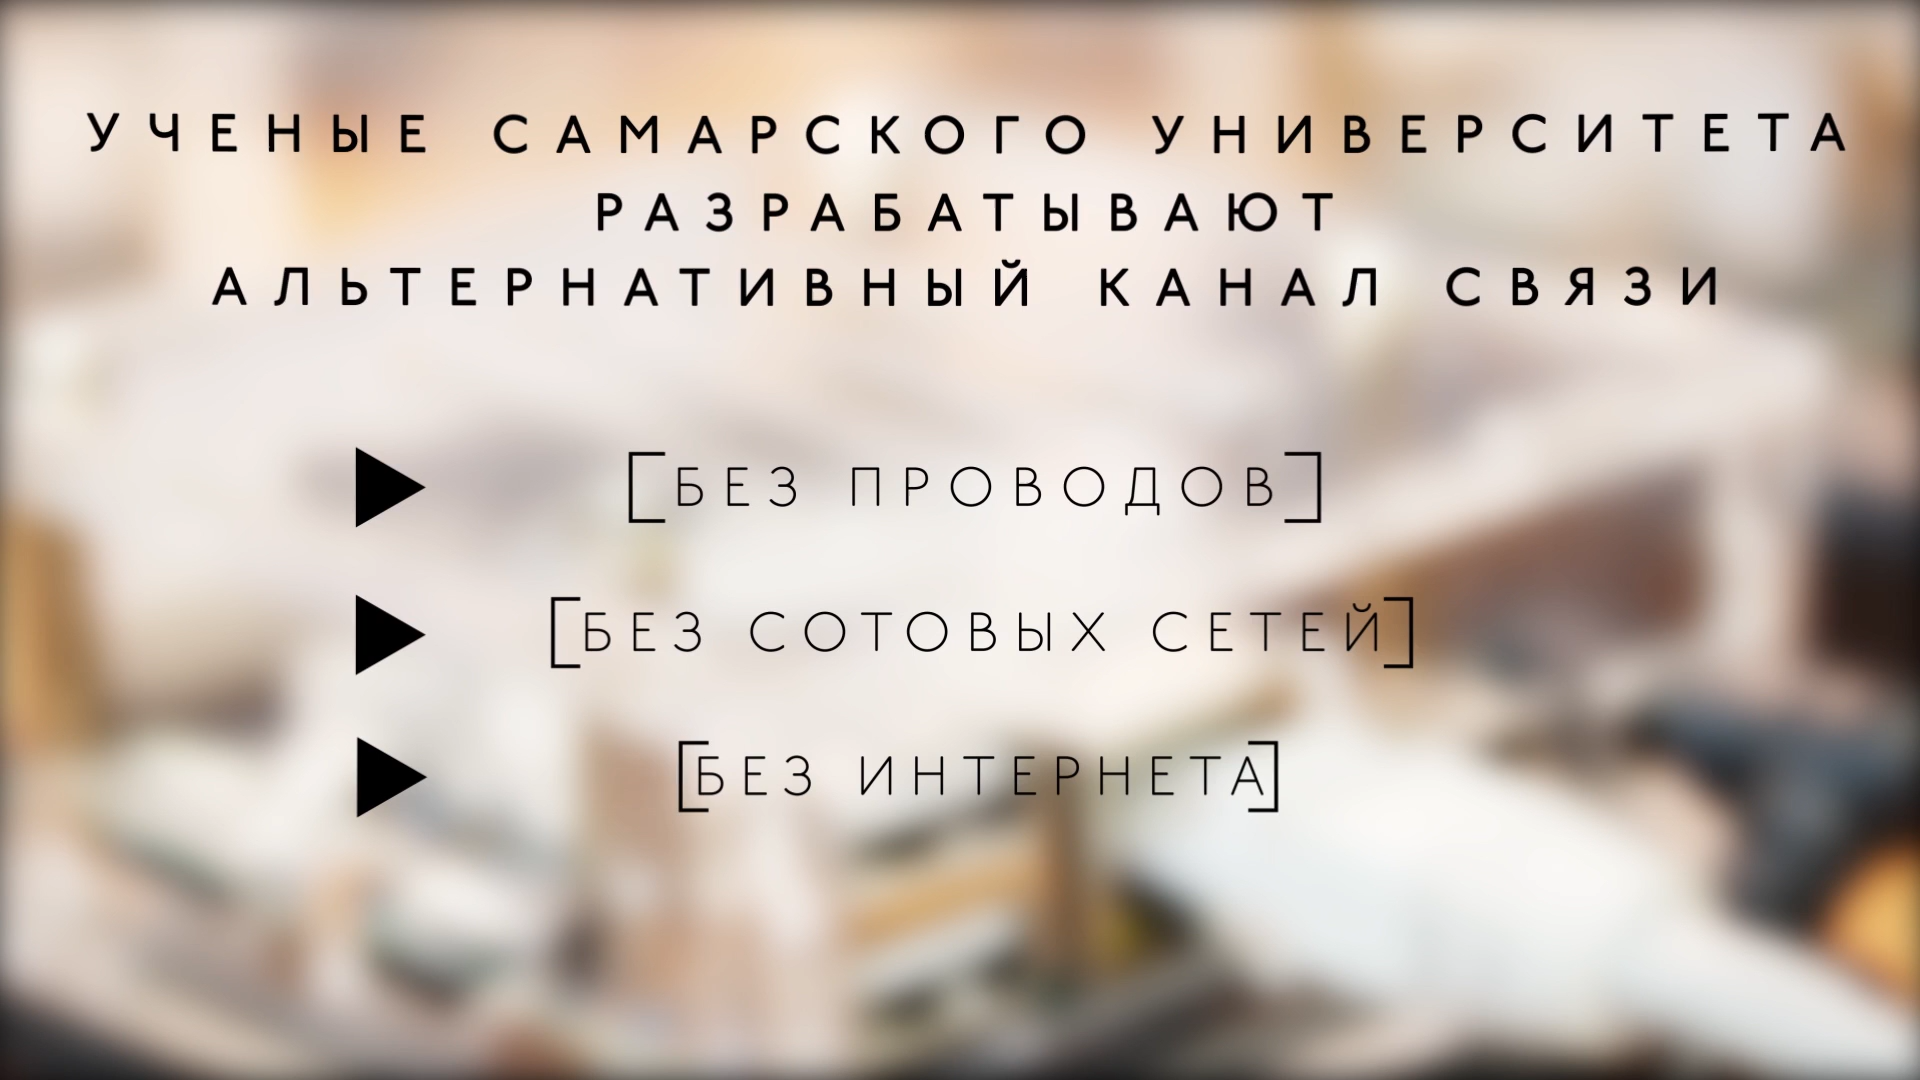 УЧЕНЫЕ САМАРСКОГО УНИВЕРСИТЕТА
РАЗРАБАТЫВАЮТ
АЛЬТЕРНАТИВНЫЙ КАНАЛ СВЯЗИ
[БЕЗ ПРОВОДОВ]
[БЕЗ СОТОВЫХ СЕТЕЙ]
[БЕЗ ИНТЕРНЕТА]